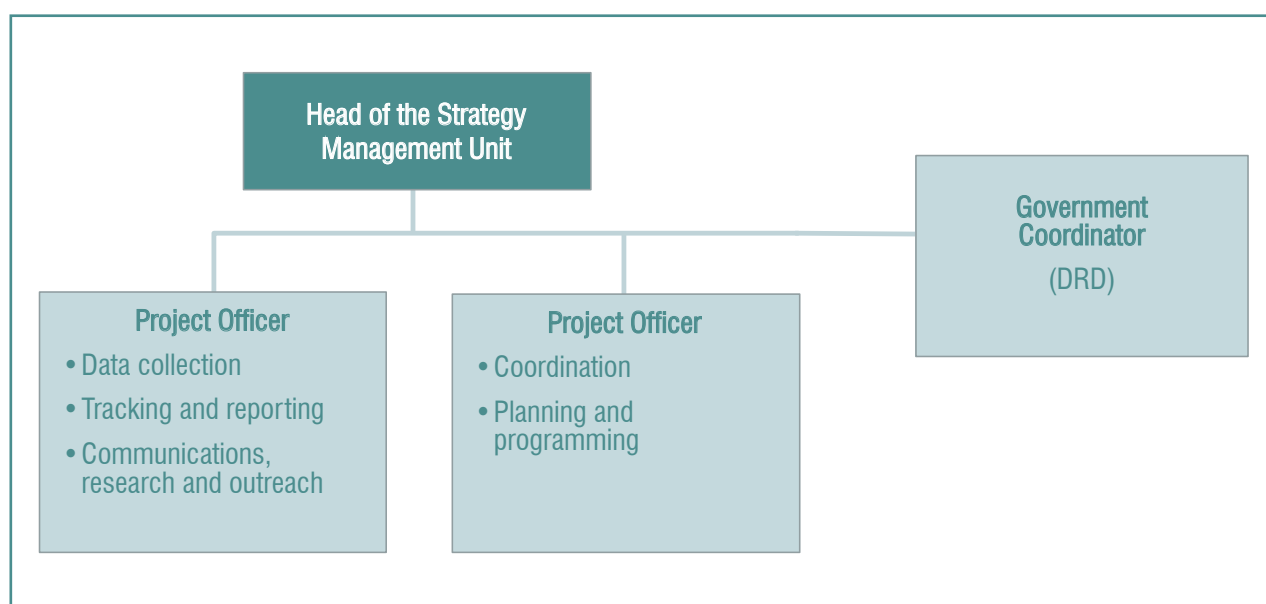 Head of the Strategy
Management Unit
Government
Coordinator
(DRD)
Project Officer
• Data collection
• Tracking and reporting
• Communications,
research and outreach
Project Officer
• Coordination
• Planning and
programming